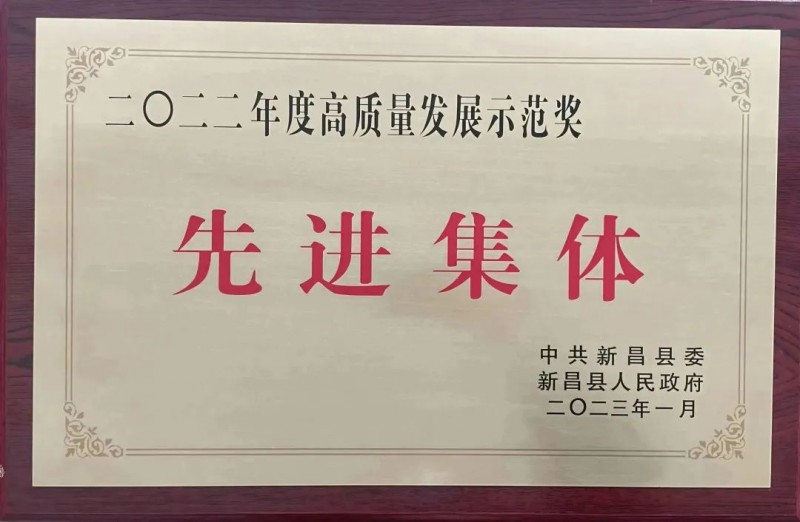 二〇二二年度高质量发展示范奖
先进集体
中共新昌县委
新昌县人民政府
二〇二三年一月